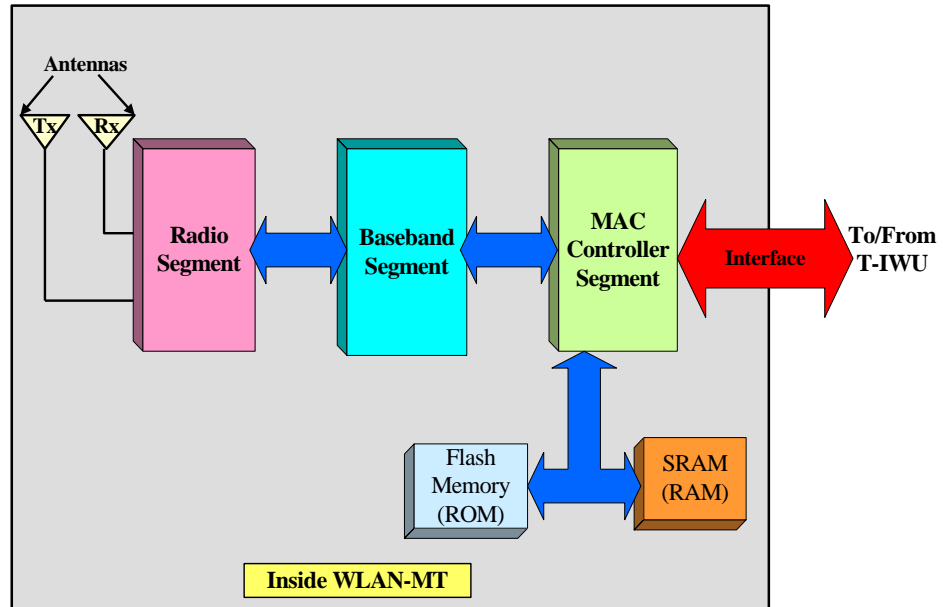 Antennas
Tx
Rx
Radio
Segment
Baseband
Segment
MAC
Controller
Segment
Interface
To/From
T-IWU
Flash
Memory
(ROM)
SRAM
(RAM)
Inside WLAN-MT